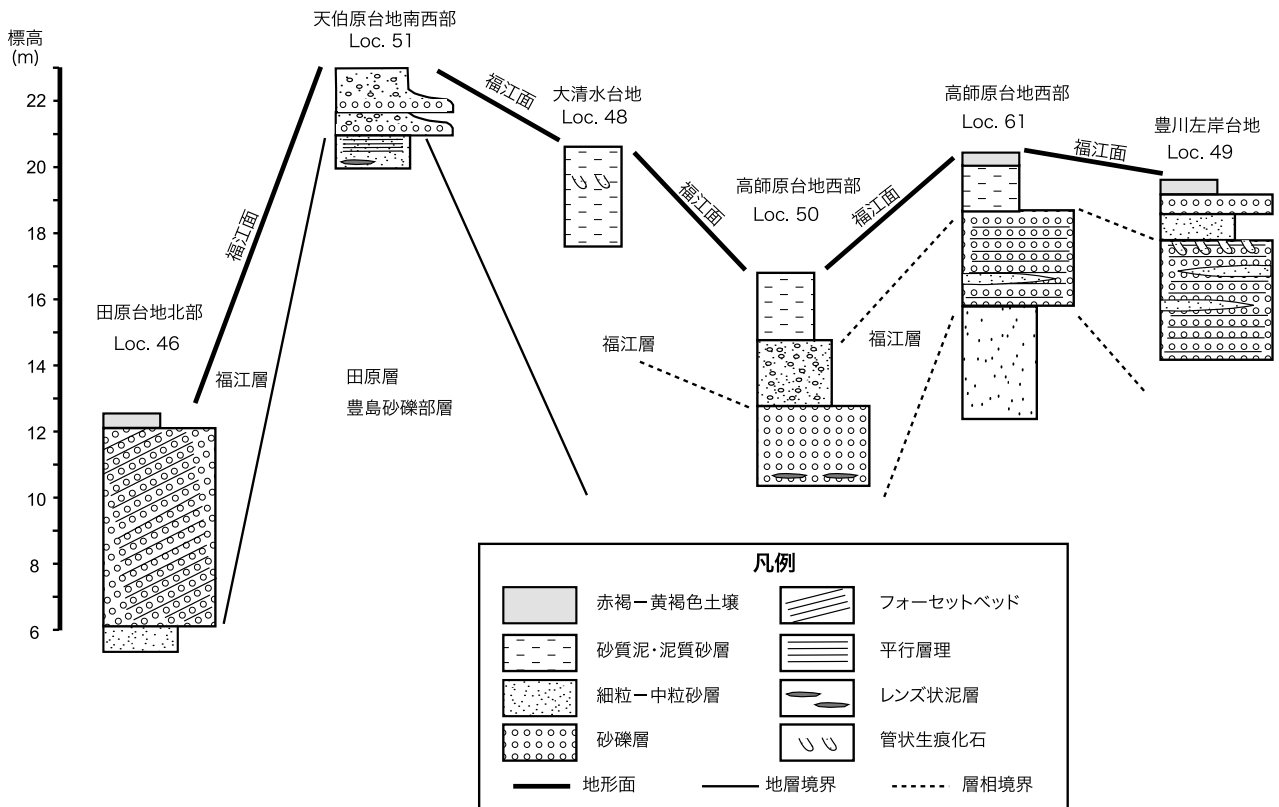 標高
(m)
22
20
18
16
14
12
10
8
6
天伯原台地南西部
Loc. 51
大清水台地
Loc. 48
高師原台地西部
Loc. 61
豊川左岸台地
Loc. 49
高師原台地西部
Loc. 50
田原台地北部
Loc. 46
福江面
福江面
福江面
福江面
福江面
福江層
田原層
豊島砂礫部層
福江層
福江層
凡例
赤褐ー黄褐色土壌
フォーセットベッド
砂質泥・泥質砂層
平行層理
細粒ー中粒砂層
レンズ状泥層
砂礫層
管状生痕化石
地形面
地層境界
層相境界